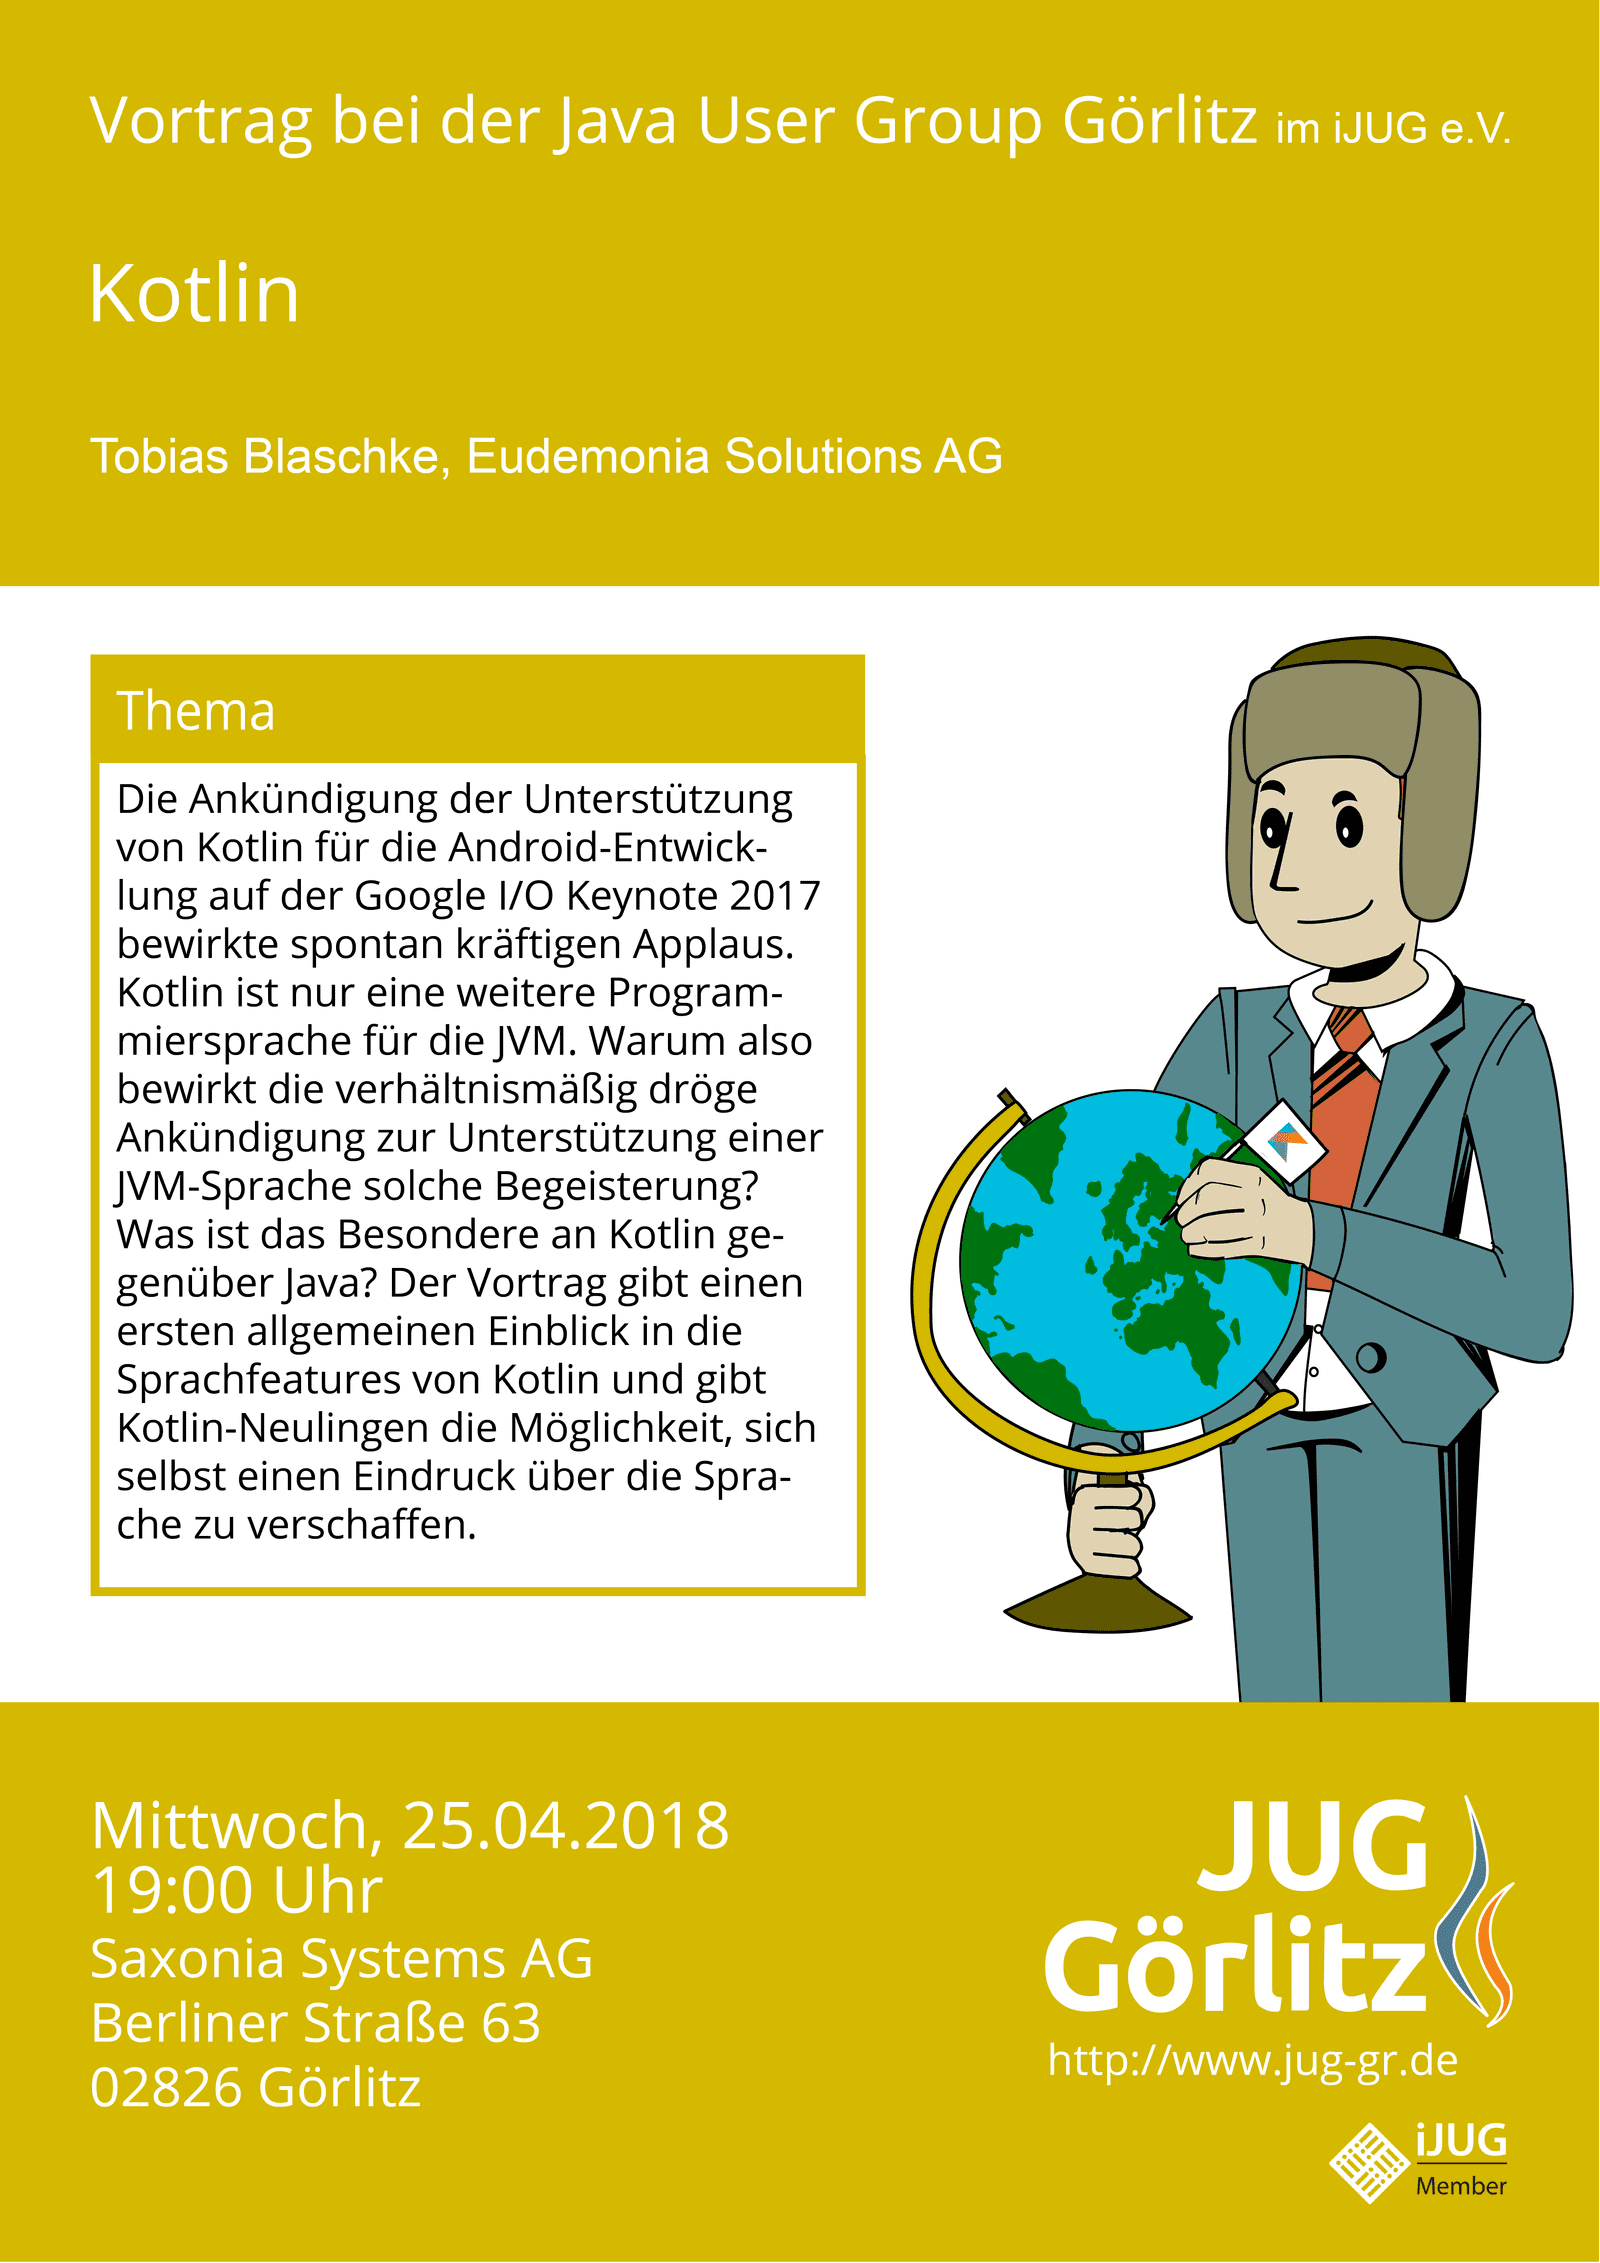 Vortrag bei der Java User Group Görlitz im iJUG e.V.
Kotlin
Tobias Blaschke, Eudemonia Solutions AG
Thema
Die Ankündigung der Unterstützung
von Kotlin für die Android-Entwick-
lung auf der Google I/O Keynote 2017
bewirkte spontan kräftigen Applaus.
Kotlin ist nur eine weitere Program-
miersprache für die JVM. Warum also
bewirkt die verhältnismäßig dröge
Ankündigung zur Unterstützung einer
JVM-Sprache solche Begeisterung?
Was ist das Besondere an Kotlin ge-
genüber Java? Der Vortrag gibt einen
ersten allgemeinen Einblick in die
Sprachfeatures von Kotlin und gibt
Kotlin-Neulingen die Möglichkeit, sich
selbst einen Eindruck über die Spra-
che zu verschaffen.
Mittwoch, 25.04.2018
19:00 Uhr
Saxonia Systems AG
Berliner Straße 63
02826 Görlitz
JUG
Görlitz
http://www.jug-gr.de
iJUG
Member